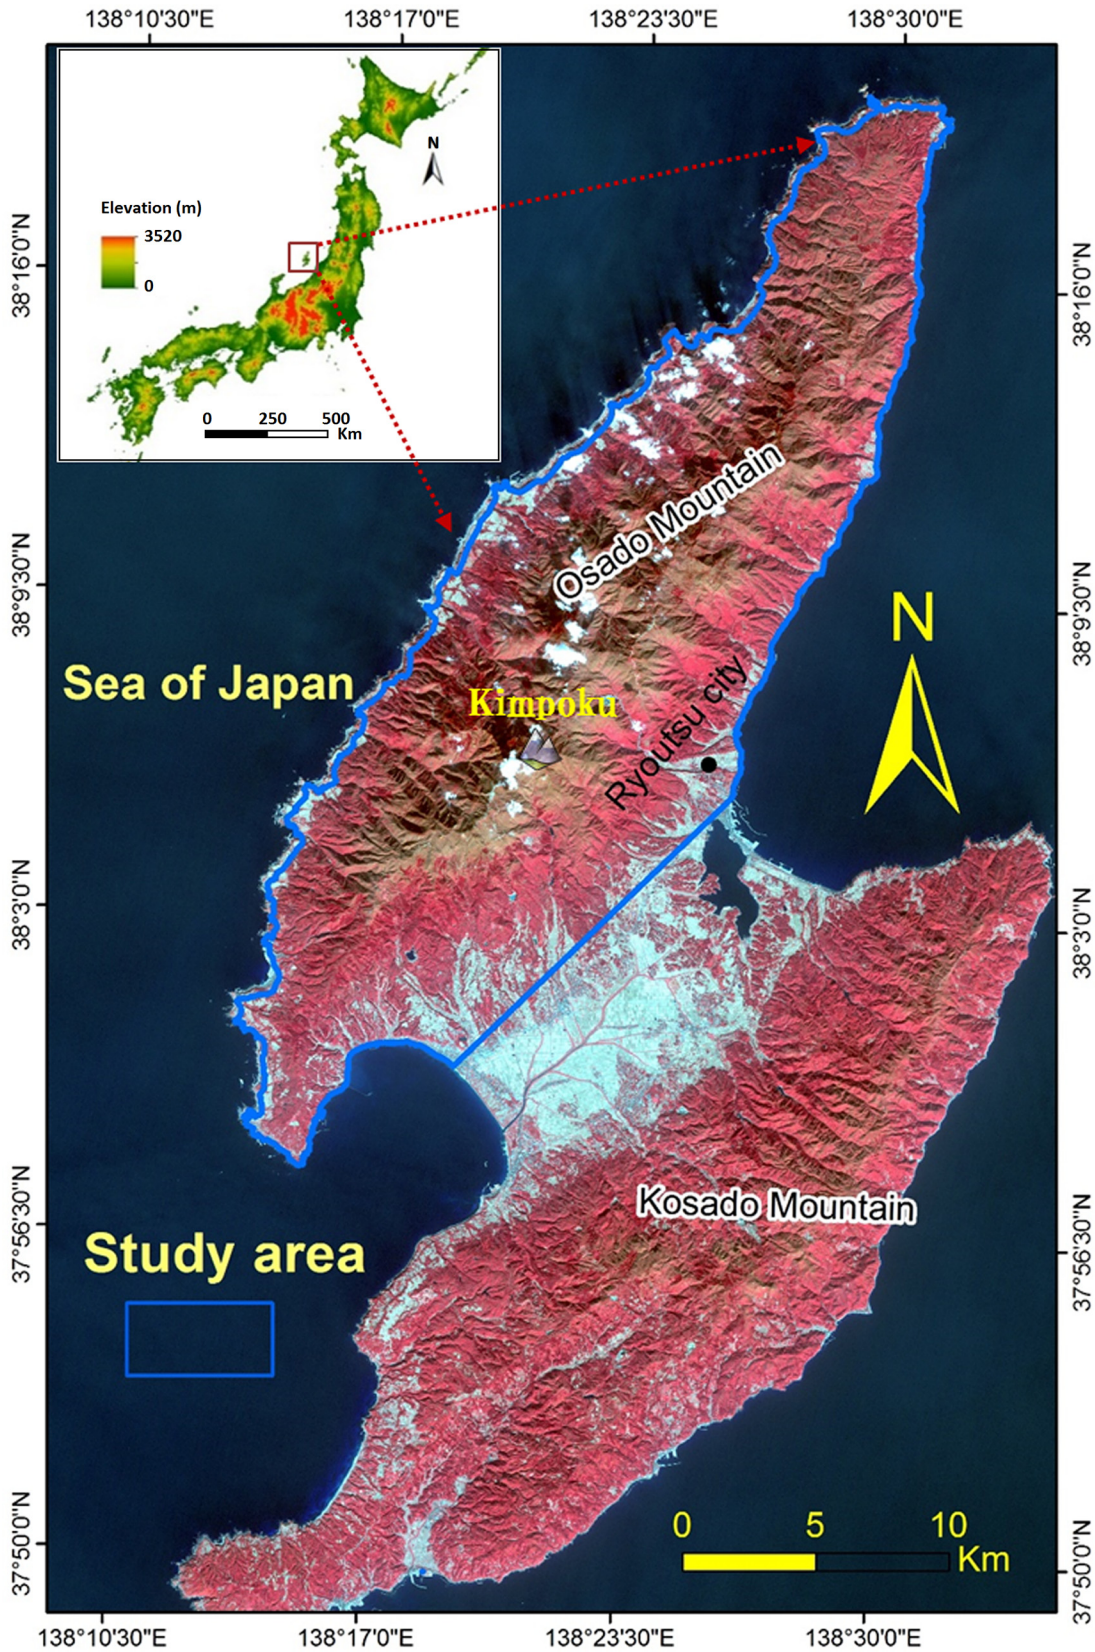 138°10'30"E 138°17'0"E 138°23'30"E 138°30'0"E
N
Elevation (m)
3520
0
0 250 500
Km
38°16'0"N
38°16'0"N
Osado Mountain
38°9'30"N
38°9'30"N
N
Sea of Japan
Kimpoku
Ryoutsu city
38°3'0"N
38°3'0"N
Kosado Mountain
37°56'30"N
37°56'30"N
Study area
0 5 10
Km
37°50'0"N
37°50'0"N
138°10'30"E 138°17'0"E 138°23'30"E 138°30'0"E